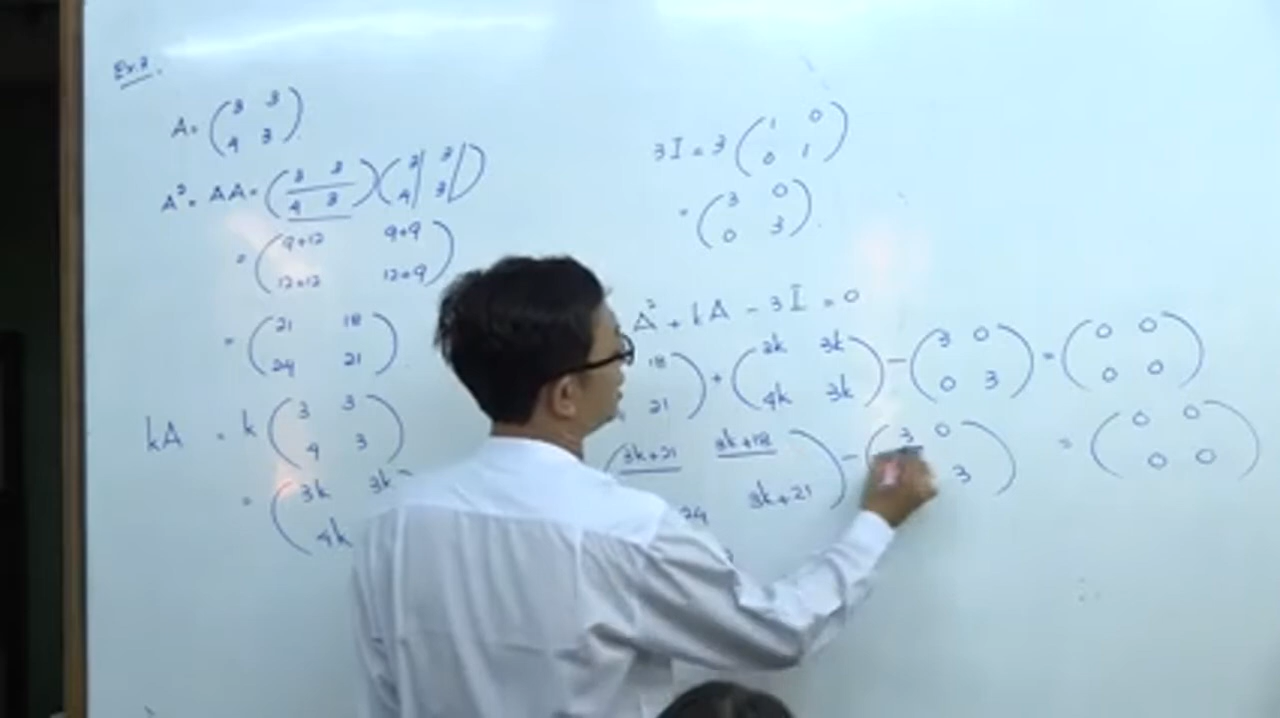 Ex.3.
A = ( 3 3
4 3 )
A² = AA = ( 3 3
4 3 ) ( 3 3
4 3 )
= ( 9+12 9+9
12+12 12+9 )
= ( 21 18
24 21 )
kA = k ( 3 3
4 3 )
= ( 3k 3k
4k
3I = 3 ( 1 0
0 1 )
= ( 3 0
0 3 ).
A² + kA - 3I = 0
18
21 ) + ( 3k 3k
4k 3k ) - ( 3 0
0 3 ) = ( 0 0
0 0 )
( 3k+21 3k+18
24 3k+21 ) - ( 3 0
3 ) = ( 0 0
0 0 )